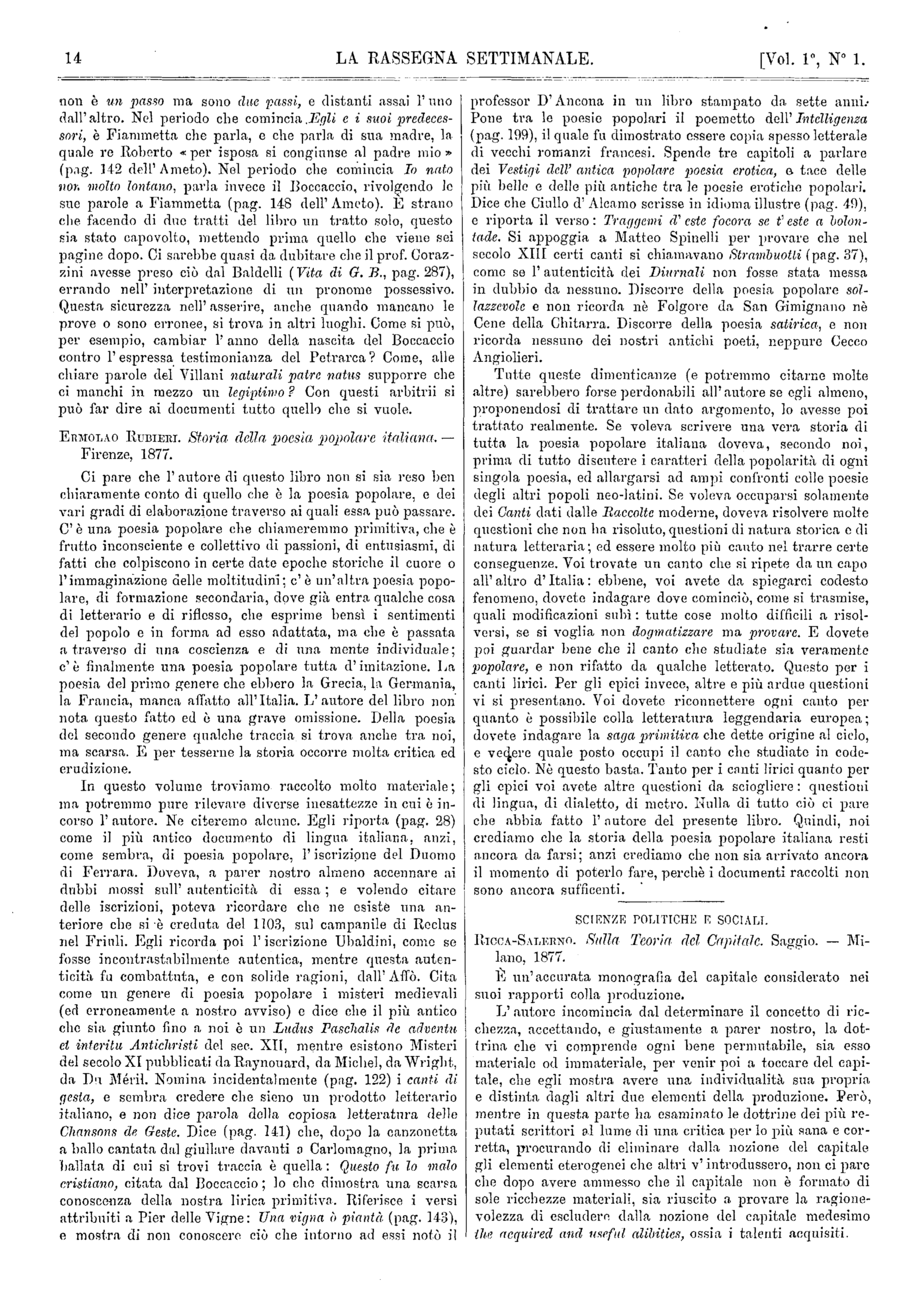 14
LA RASSEGNA SETTIMANALE.
[Vol. 1°, N° 1.
non è un passo ma sono due passi, e distanti assai l'uno
dall'altro. Nel periodo che comincia Egli e i suoi predeces-
sori, è Fiammetta che parla, e che parla di sua madre, la
quale re Roberto « per isposa si congiunse al padre mio »
(pag. 142 dell'Ameto). Nel periodo che comincia Io nato
non molto lontano, parla invece il Boccaccio, rivolgendo le
sue parole a Fiammetta (pag. 148 dell'Ameto). È strano
che facendo di due tratti del libro un tratto solo, questo
sia stato capovolto, mettendo prima quello che viene sei
pagine dopo. Ci sarebbe quasi da dubitare che il prof. Coraz-
zini avesse preso ciò dal Baldelli (Vita di G. B., pag. 287),
errando nell'interpretazione di un pronome possessivo.
Questa sicurezza nell'asserire, anche quando mancano le
prove o sono erronee, si trova in altri luoghi. Come si può,
per esempio, cambiar l'anno della nascita del Boccaccio
contro l'espressa testimonianza del Petrarca? Come, alle
chiare parole del Villani naturali patre natus supporre che
ci manchi in mezzo un legiptimo? Con questi arbitrii si
può far dire ai documenti tutto quello che si vuole.
ERMOLAO RUBIERI. Storia della poesia popolare italiana. —
Firenze, 1877.
Ci pare che l'autore di questo libro non si sia reso ben
chiaramente conto di quello che è la poesia popolare, e dei
vari gradi di elaborazione traverso ai quali essa può passare.
C'è una poesia popolare che chiameremmo primitiva, che è
frutto inconsciente e collettivo di passioni, di entusiasmi, di
fatti che colpiscono in certe date epoche storiche il cuore o
l'immaginazione delle moltitudini; c'è un'altra poesia popo-
lare, di formazione secondaria, dove già entra qualche cosa
di letterario e di riflesso, che esprime bensì i sentimenti
del popolo e in forma ad esso adattata, ma che è passata
a traverso di una coscienza e di una mente individuale;
c'è finalmente una poesia popolare tutta d'imitazione. La
poesia del primo genere che ebbero la Grecia, la Germania,
la Francia, manca affatto all'Italia. L'autore del libro non
nota questo fatto ed è una grave omissione. Della poesia
del secondo genere qualche traccia si trova anche tra noi,
ma scarsa. E per tesserne la storia occorre molta critica ed
erudizione.
In questo volume troviamo raccolto molto materiale;
ma potremmo pure rilevare diverse inesattezze in cui è in-
corso l'autore. Ne citeremo alcune. Egli riporta (pag. 28)
come il più antico documento di lingua italiana, anzi,
come sembra, di poesia popolare, l'iscrizione del Duomo
di Ferrara. Doveva, a parer nostro almeno accennare ai
dubbi mossi sull'autenticità di essa; e volendo citare
delle iscrizioni, poteva ricordare che ne esiste una an-
teriore che si è creduta del 1103, sul campanile di Reclus
nel Friuli. Egli ricorda poi l'iscrizione Ubaldini, come se
fosse incontrastabilmente autentica, mentre questa auten-
ticità fu combattuta, e con solide ragioni, dall'Affò. Cita
come un genere di poesia popolare i misteri medievali
(ed erroneamente a nostro avviso) e dice che il più antico
che sia giunto fino a noi è un Ludus Paschalis de adventu
et interitu Antichristi del sec. XII, mentre esistono Misteri
del secolo XI pubblicati da Raynouard, da Michel, da Wright,
da Du Méril. Nomina incidentalmente (pag. 122) i canti di
gesta, e sembra credere che sieno un prodotto letterario
italiano, e non dice parola della copiosa letteratura delle
Chansons de Geste. Dice (pag. 141) che, dopo la canzonetta
a ballo cantata dal giullare davanti a Carlomagno, la prima
ballata di cui si trovi traccia è quella: Questo fu lo malo
cristiano, citata dal Boccaccio; lo che dimostra una scarsa
conoscenza della nostra lirica primitiva. Riferisce i versi
attribuiti a Pier delle Vigne: Una vigna ò piantà (pag. 143),
e mostra di non conoscere ciò che intorno ad essi notò il
professor D'Ancona in un libro stampato da sette anni.
Pone tra le poesie popolari il poemetto dell'Intelligenza
(pag. 199), il quale fu dimostrato essere copia spesso letterale
di vecchi romanzi francesi. Spende tre capitoli a parlare
dei Vestigi dell'antica popolare poesia erotica, e tace delle
più belle e delle più antiche tra le poesie erotiche popolari.
Dice che Ciullo d'Alcamo scrisse in idioma illustre (pag. 49),
e riporta il verso: Traggemi d'este focora se t'este a bolon-
tade. Si appoggia a Matteo Spinelli per provare che nel
secolo XIII certi canti si chiamavano Strambuotti (pag. 37),
come se l'autenticità dei Diurnali non fosse stata messa
in dubbio da nessuno. Discorre della poesia popolare sol-
lazzevole e non ricorda nè Folgore da San Gimignano nè
Cene della Chitarra. Discorre della poesia satirica, e non
ricorda nessuno dei nostri antichi poeti, neppure Cecco
Angiolieri.
Tutte queste dimenticanze (e potremmo citarne molte
altre) sarebbero forse perdonabili all'autore se egli almeno,
proponendosi di trattare un dato argomento, lo avesse poi
trattato realmente. Se voleva scrivere una vera storia di
tutta la poesia popolare italiana doveva, secondo noi,
prima di tutto discutere i caratteri della popolarità di ogni
singola poesia, ed allargarsi ad ampi confronti colle poesie
degli altri popoli neo-latini. Se voleva occuparsi solamente
dei Canti dati dalle Raccolte moderne, doveva risolvere molte
questioni che non ha risoluto, questioni di natura storica e di
natura letteraria; ed essere molto più cauto nel trarre certe
conseguenze. Voi trovate un canto che si ripete da un capo
all'altro d'Italia: ebbene, voi avete da spiegarci codesto
fenomeno, dovete indagare dove cominciò, come si trasmise,
quali modificazioni subì: tutte cose molto difficili a risol-
versi, se si voglia non dogmatizzare ma provare. E dovete
poi guardar bene che il canto che studiate sia veramente
popolare, e non rifatto da qualche letterato. Questo per i
canti lirici. Per gli epici invece, altre e più ardue questioni
vi si presentano. Voi dovete riconnettere ogni canto per
quanto è possibile colla letteratura leggendaria europea;
dovete indagare la saga primitiva che dette origine al ciclo,
e vedere quale posto occupi il canto che studiate in code-
sto ciclo. Nè questo basta. Tanto per i canti lirici quanto per
gli epici voi avete altre questioni da sciogliere: questioni
di lingua, di dialetto, di metro. Nulla di tutto ciò ci pare
che abbia fatto l'autore del presente libro. Quindi, noi
crediamo che la storia della poesia popolare italiana resti
ancora da farsi; anzi crediamo che non sia arrivato ancora
il momento di poterlo fare, perchè i documenti raccolti non
sono ancora sufficenti.
SCIENZE POLITICHE E SOCIALI.
RICCA-SALERNO. Sulla Teoria del Capitale. Saggio. — Mi-
lano, 1877.
È un'accurata monografia del capitale considerato nei
suoi rapporti colla produzione.
L'autore incomincia dal determinare il concetto di ric-
chezza, accettando, e giustamente a parer nostro, la dot-
trina che vi comprende ogni bene permutabile, sia esso
materiale od immateriale, per venir poi a toccare del capi-
tale, che egli mostra avere una individualità sua propria
e distinta dagli altri due elementi della produzione. Però,
mentre in questa parte ha esaminato le dottrine dei più re-
putati scrittori al lume di una critica per lo più sana e cor-
retta, procurando di eliminare dalla nozione del capitale
gli elementi eterogenei che altri v'introdussero, non ci pare
che dopo avere ammesso che il capitale non è formato di
sole ricchezze materiali, sia riuscito a provare la ragione-
volezza di escludere dalla nozione del capitale medesimo
the acquired and useful alibities, ossia i talenti acquisiti.